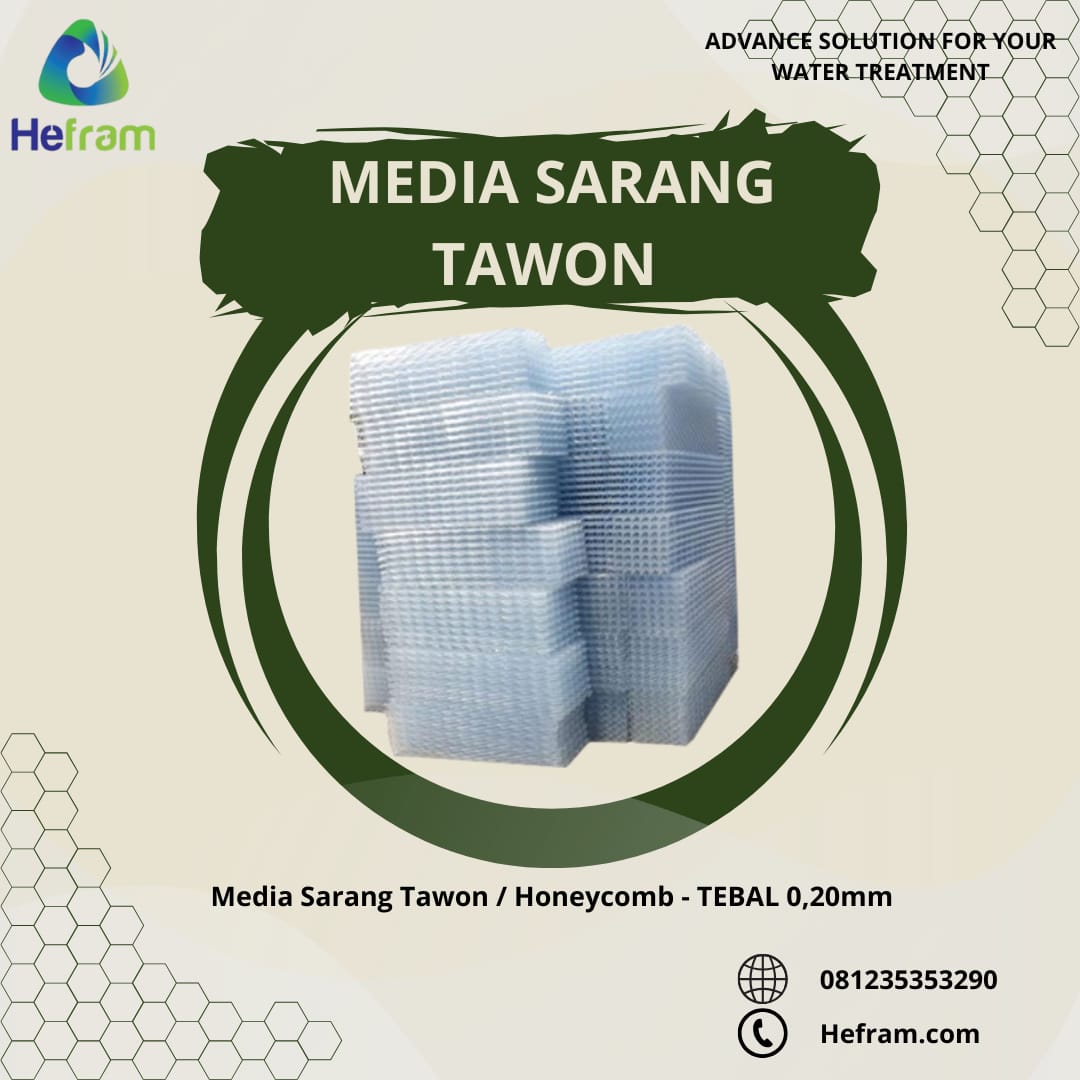 Hefram
ADVANCE SOLUTION FOR YOUR
WATER TREATMENT
MEDIA SARANG
TAWON
Media Sarang Tawon / Honeycomb - TEBAL 0,20mm
081235353290
Hefram.com